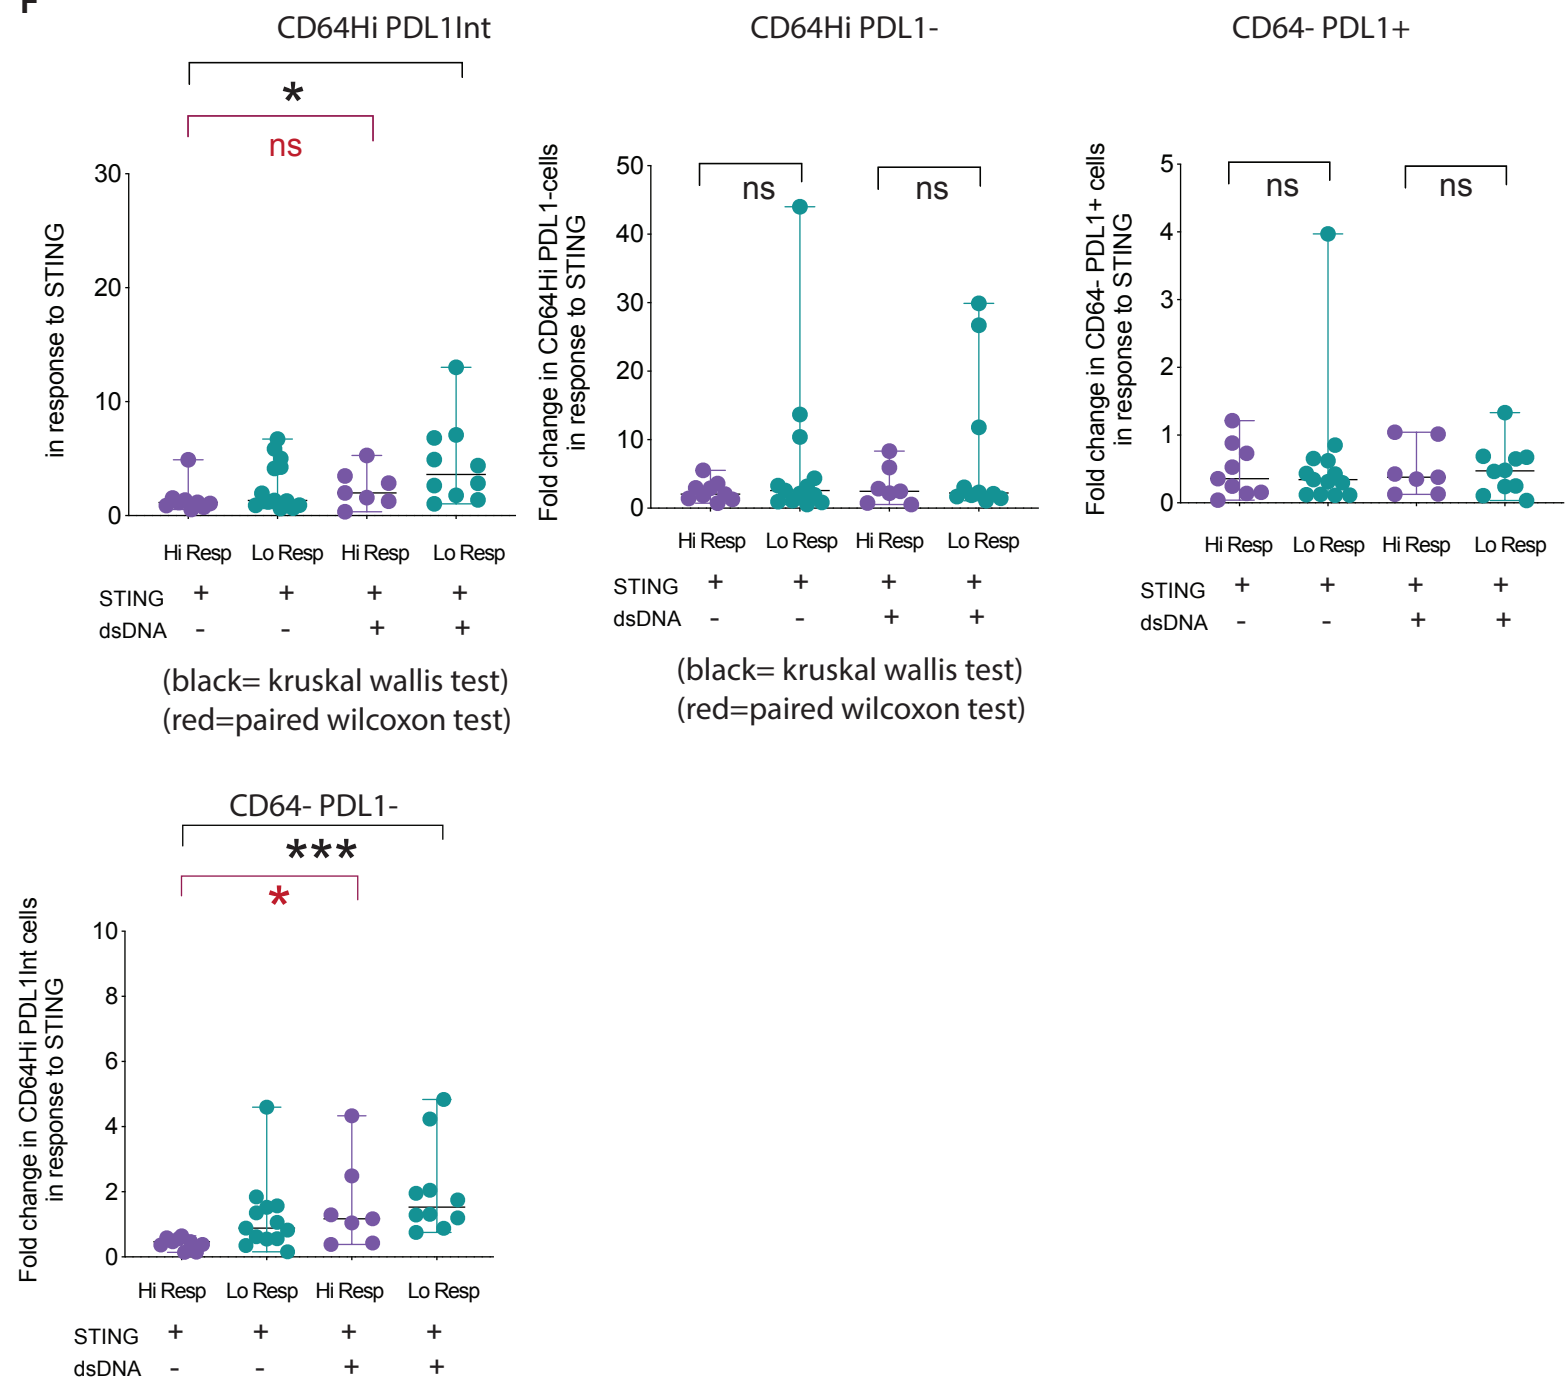 F
CD64Hi PDL1Int
*
ns
in response to STING
30
20
10
0
Hi Resp Lo Resp Hi Resp Lo Resp
STING + + + +
dsDNA - - + +
(black= kruskal wallis test)
(red=paired wilcoxon test)
CD64Hi PDL1-
ns ns
Fold change in CD64Hi PDL1-cells
in response to STING
50
40
30
20
10
0
Hi Resp Lo Resp Hi Resp Lo Resp
STING + + + +
dsDNA - - + +
(black= kruskal wallis test)
(red=paired wilcoxon test)
CD64- PDL1+
ns ns
Fold change in CD64- PDL1+ cells
in response to STING
5
4
3
2
1
0
Hi Resp Lo Resp Hi Resp Lo Resp
STING + + + +
dsDNA - - + +
CD64- PDL1-
***
*
Fold change in CD64Hi PDL1Int cells
in response to STING
10
8
6
4
2
0
Hi Resp Lo Resp Hi Resp Lo Resp
STING + + + +
dsDNA - - + +